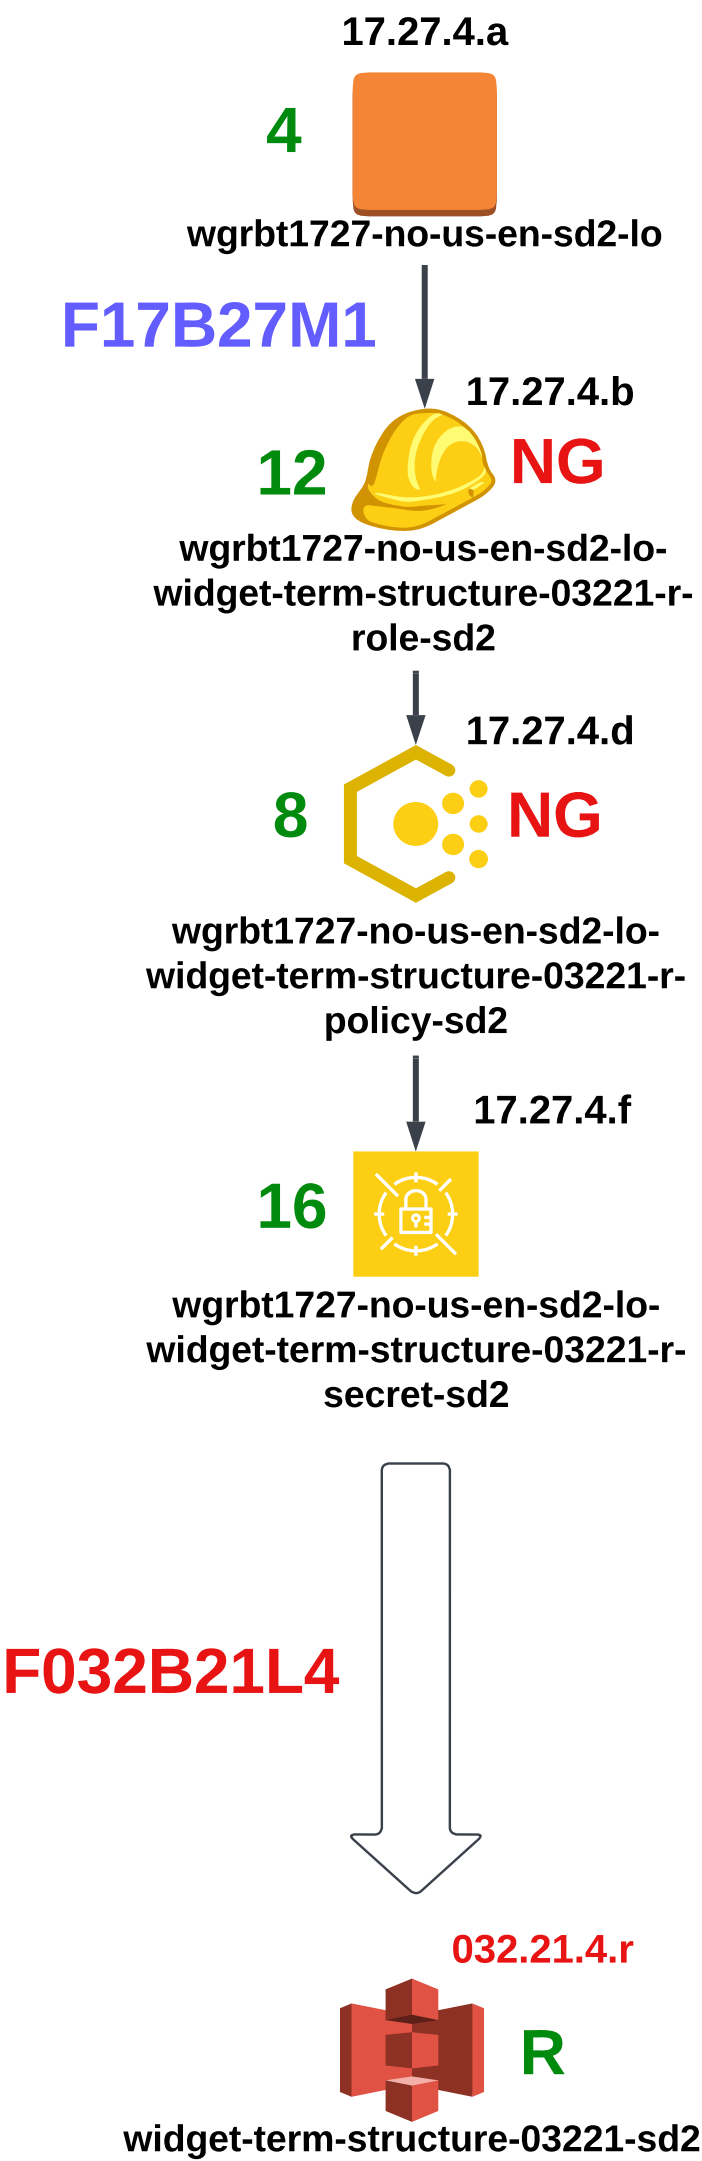 17.27.4.a
4
wgrbt1727-no-us-en-sd2-lo
F17B27M1
17.27.4.b
12
NG
wgrbt1727-no-us-en-sd2-lo-
widget-term-structure-03221-r-
role-sd2
17.27.4.d
8
NG
wgrbt1727-no-us-en-sd2-lo-
widget-term-structure-03221-r-
policy-sd2
17.27.4.f
16
wgrbt1727-no-us-en-sd2-lo-
widget-term-structure-03221-r-
secret-sd2
F032B21L4
032.21.4.r
R
widget-term-structure-03221-sd2